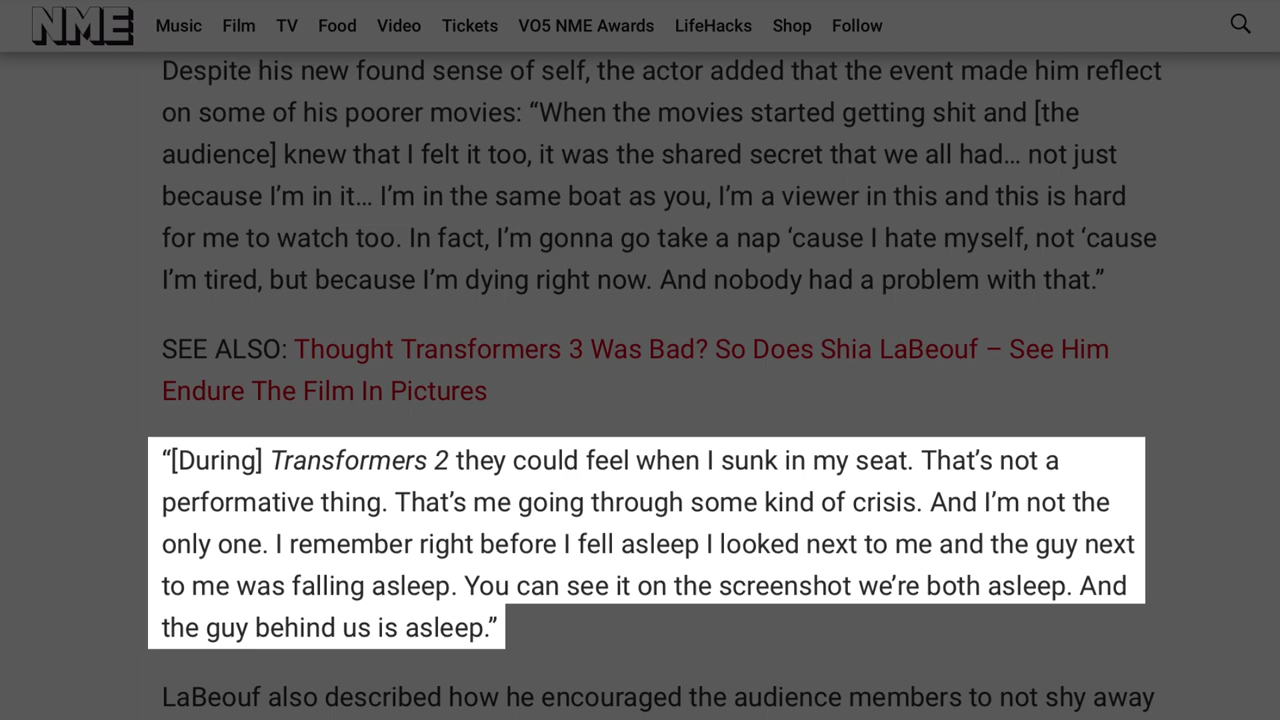 NME Music Film TV Food Video Tickets VO5 NME Awards LifeHacks Shop Follow
Despite his new found sense of self, the actor added that the event made him reflect
on some of his poorer movies: “When the movies started getting shit and [the
audience] knew that I felt it too, it was the shared secret that we all had… not just
because I’m in it… I’m in the same boat as you, I’m a viewer in this and this is hard
for me to watch too. In fact, I’m gonna go take a nap ‘cause I hate myself, not ‘cause
I’m tired, but because I’m dying right now. And nobody had a problem with that.”
SEE ALSO: Thought Transformers 3 Was Bad? So Does Shia LaBeouf – See Him
Endure The Film In Pictures
“[During] Transformers 2 they could feel when I sunk in my seat. That’s not a
performative thing. That’s me going through some kind of crisis. And I’m not the
only one. I remember right before I fell asleep I looked next to me and the guy next
to me was falling asleep. You can see it on the screenshot we’re both asleep. And
the guy behind us is asleep.”
LaBeouf also described how he encouraged the audience members to not shy away